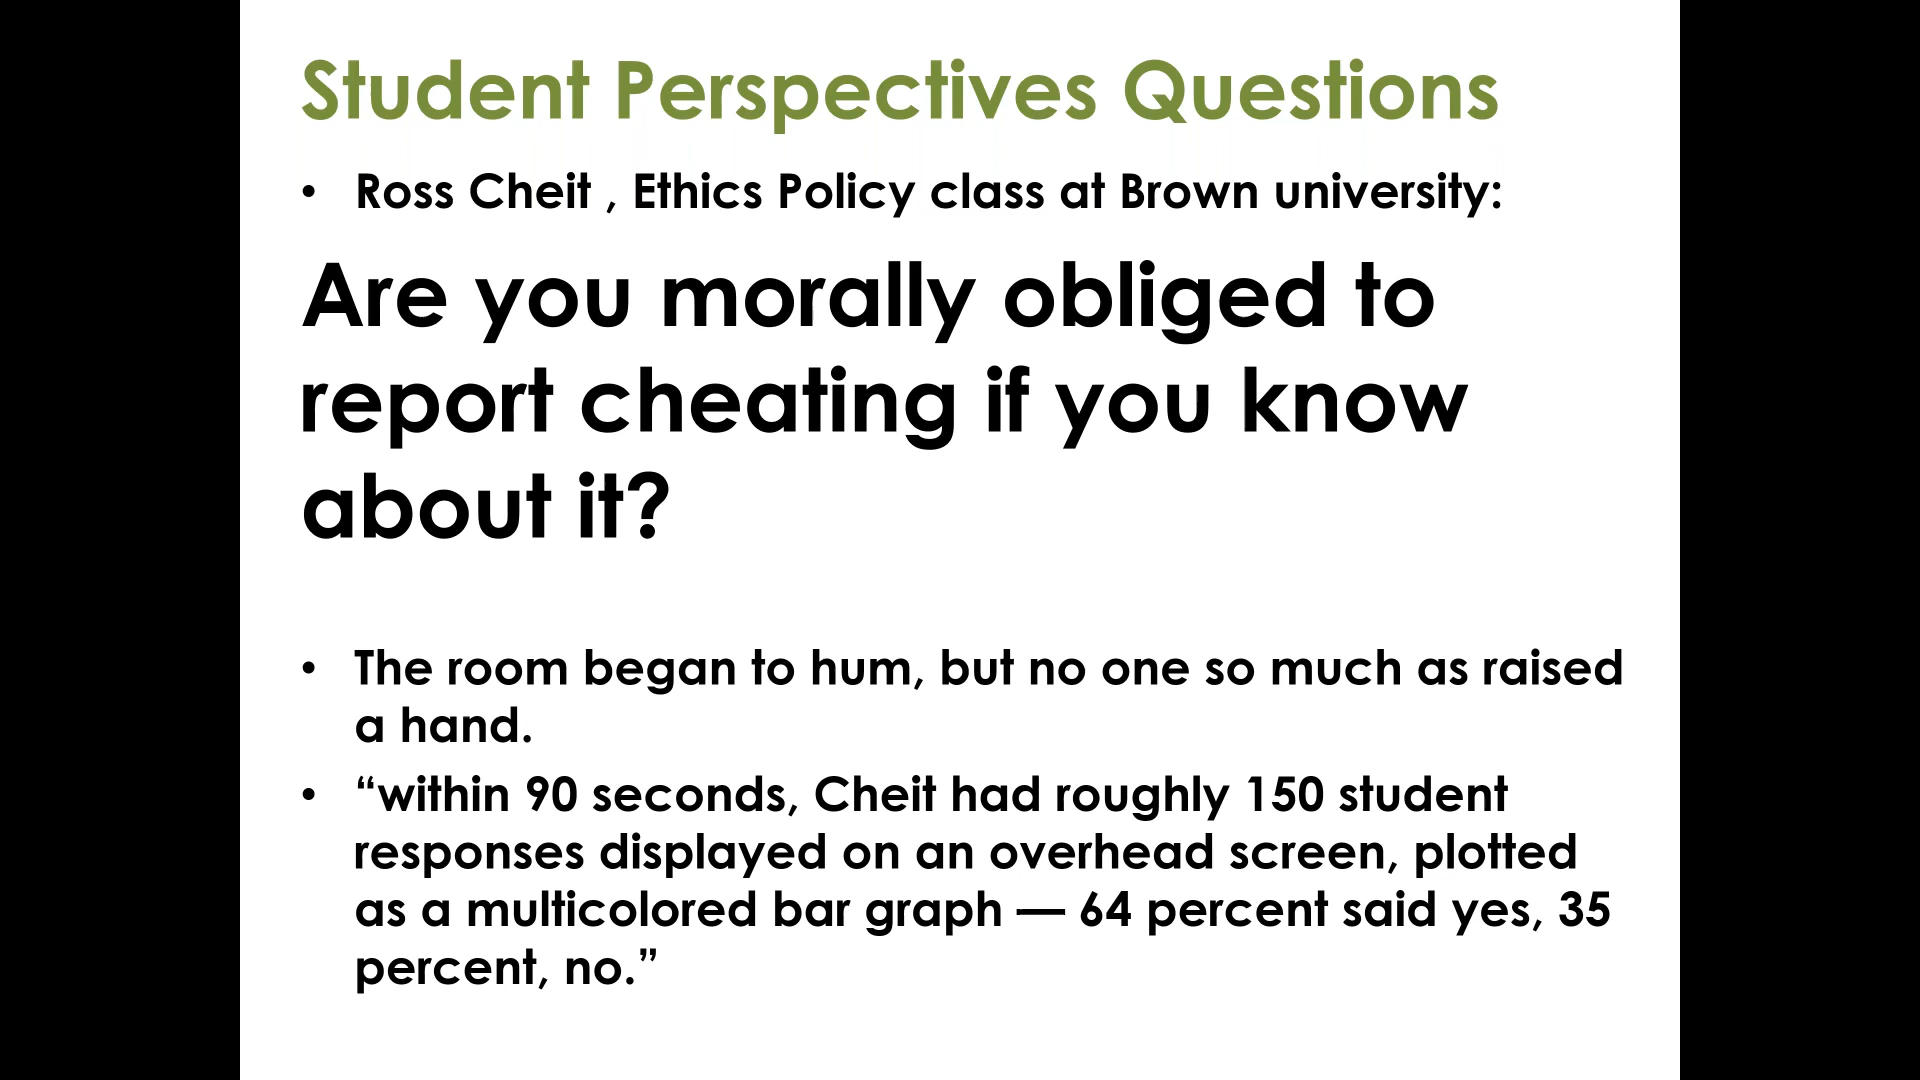 Student Perspectives Questions
• Ross Cheit , Ethics Policy class at Brown university:
Are you morally obliged to
report cheating if you know
about it?
• The room began to hum, but no one so much as raised
a hand.
• “within 90 seconds, Cheit had roughly 150 student
responses displayed on an overhead screen, plotted
as a multicolored bar graph — 64 percent said yes, 35
percent, no.”